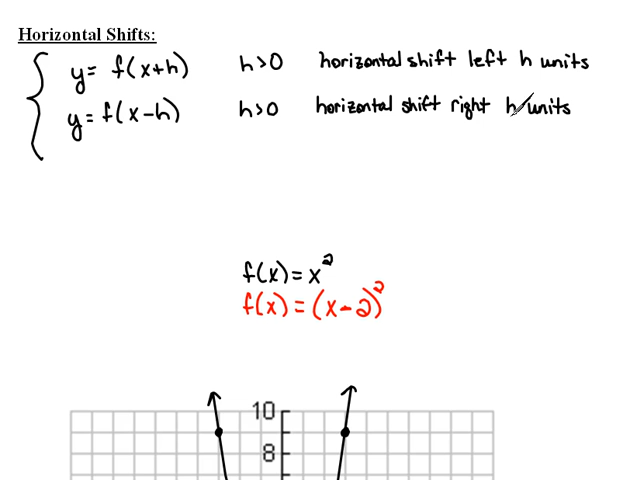 Horizontal Shifts:
y = f(x+h) h>0 horizontal shift left h units
y = f(x-h) h>0 horizontal shift right h units
f(x) = x²
f(x) = (x-2)²
10
8